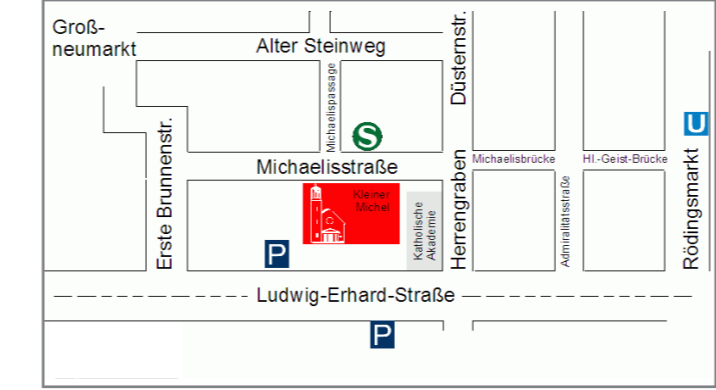 Groß-
neumarkt
Alter Steinweg
Düsternstr.
Michaelispassage
S
U
Erste Brunnenstr.
Michaelisstraße
Herrengraben
Michaelisbrücke
Hl.-Geist-Brücke
Rödingsmarkt
Kleiner
Michel
Katholische
Akademie
Admiralitätsstraße
P
Ludwig-Erhard-Straße
P